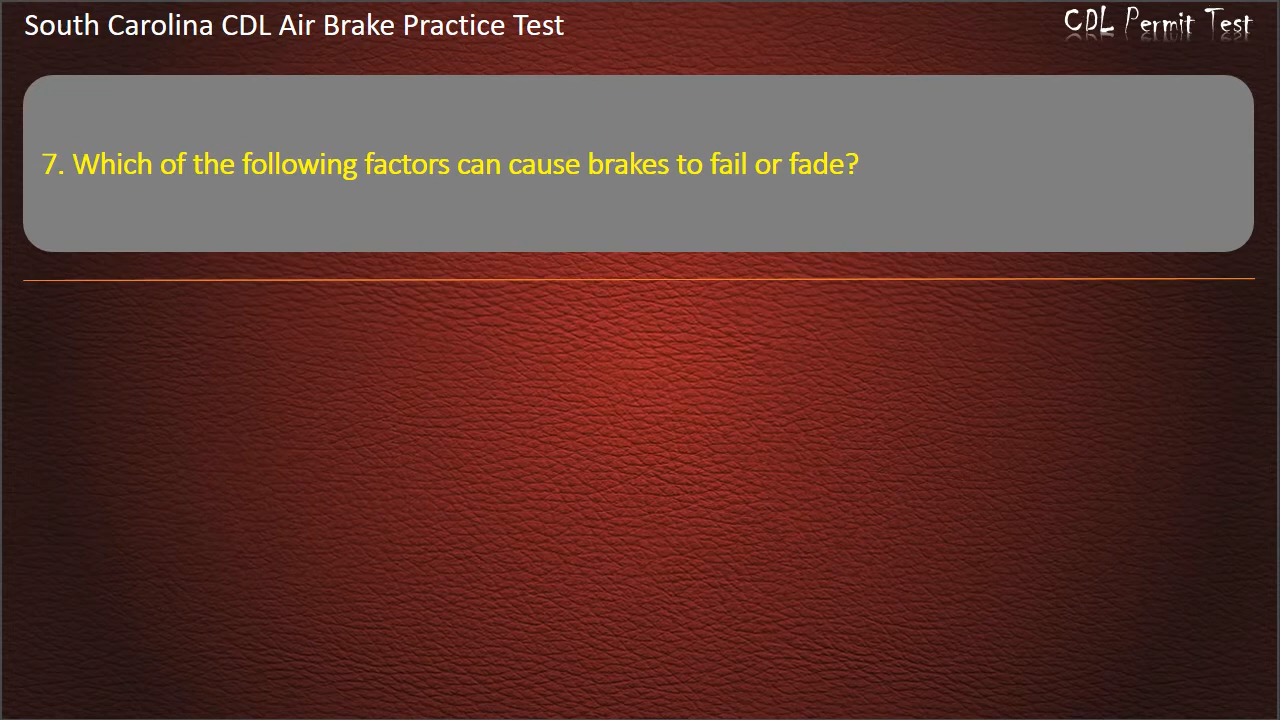 South Carolina CDL Air Brake Practice Test
CDL Permit Test
7. Which of the following factors can cause brakes to fail or fade?